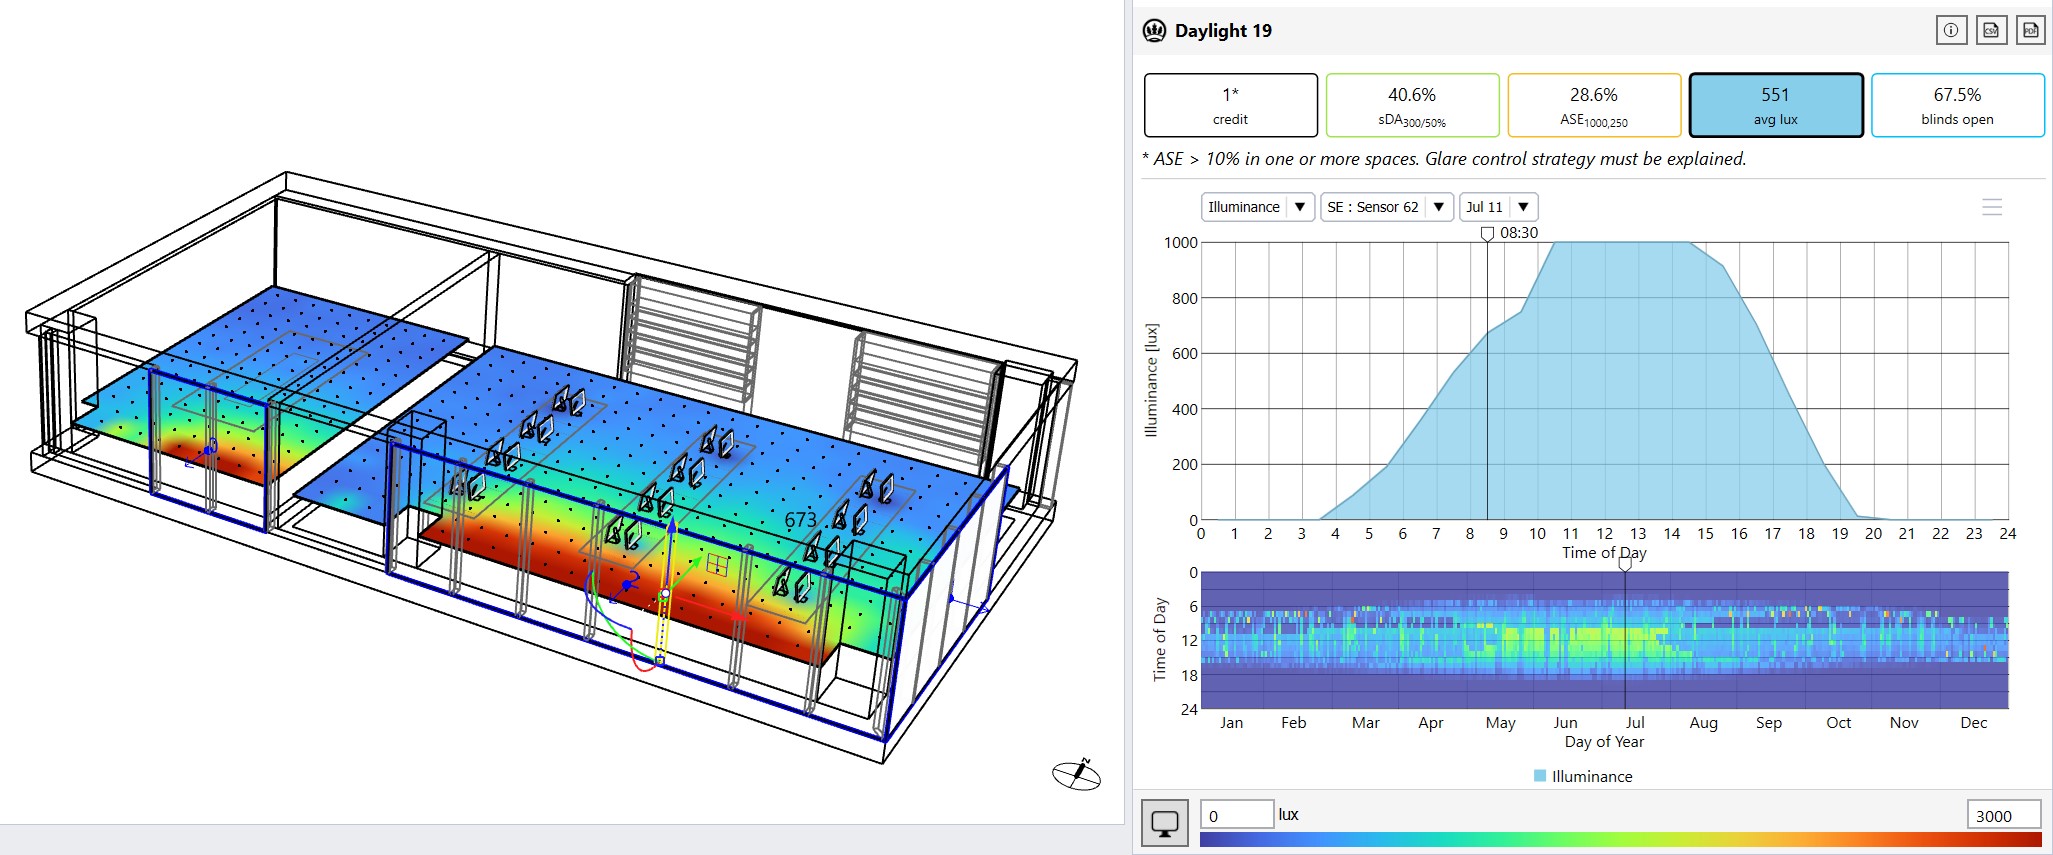 Daylight 19
CSV
PDF
1*
credit
40.6%
sDA300/50%
28.6%
ASE1000,250
551
avg lux
67.5%
blinds open
* ASE > 10% in one or more spaces. Glare control strategy must be explained.
Illuminance
SE : Sensor 62
Jul 11
08:30
Illuminance [lux]
1000
800
600
400
200
0
0 1 2 3 4 5 6 7 8 9 10 11 12 13 14 15 16 17 18 19 20 21 22 23 24
Time of Day
Time of Day
0
6
12
18
24
Jan Feb Mar Apr May Jun Jul Aug Sep Oct Nov Dec
Day of Year
Illuminance
0 lux 3000
673
N